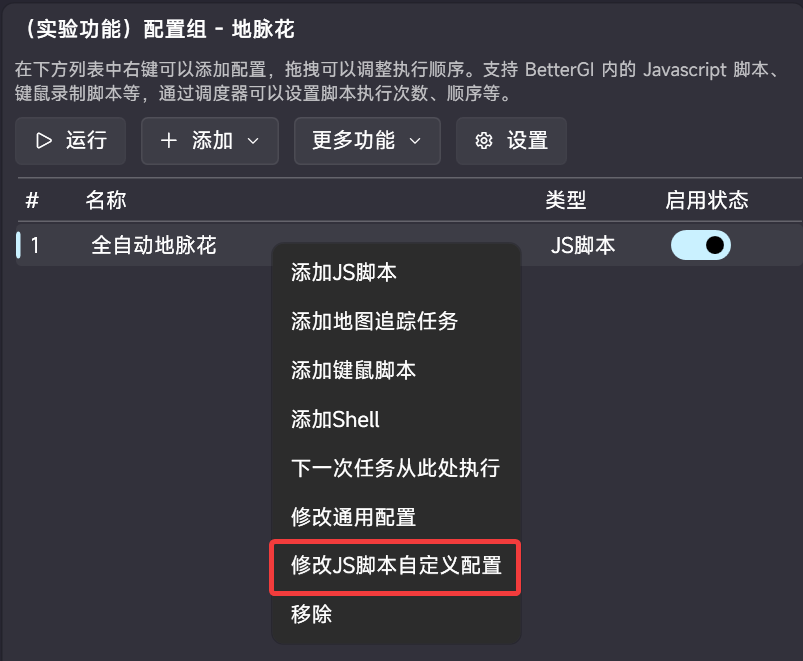 （实验功能）配置组 - 地脉花
在下方列表中右键可以添加配置，拖拽可以调整执行顺序。支持 BetterGI 内的 Javascript 脚本、
键鼠录制脚本等，通过调度器可以设置脚本执行次数、顺序等。
运行 添加 更多功能 设置
# 名称 类型 启用状态
1 全自动地脉花 JS脚本
添加JS脚本
添加地图追踪任务
添加键鼠脚本
添加Shell
下一次任务从此处执行
修改通用配置
修改JS脚本自定义配置
移除